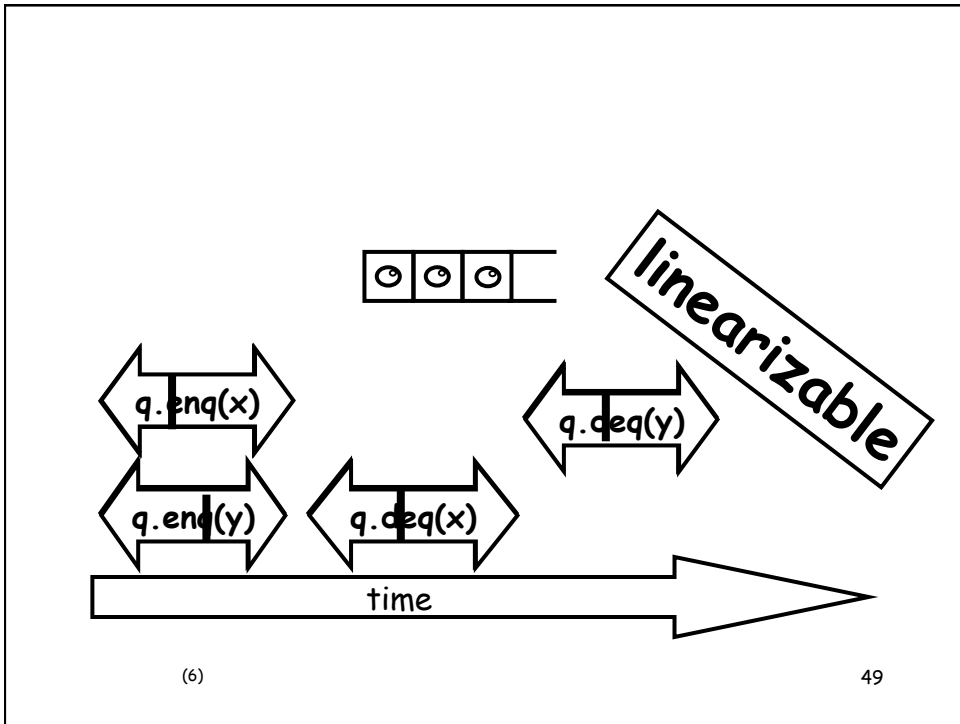 linearizable
q.enq(x)
q.deq(y)
q.enq(y)
q.deq(x)
time
(6)
49